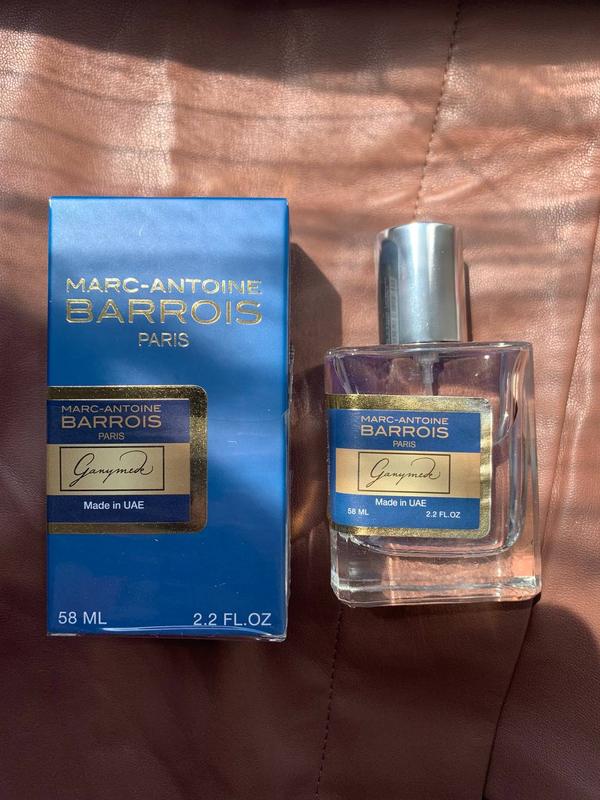 MARC-ANTOINE
BARROIS
PARIS
MARC-ANTOINE
BARROIS
PARIS
Ganymede
Made in UAE
58 ML 2.2 FL.OZ
MARC-ANTOINE
BARROIS
PARIS
Ganymede
Made in UAE
58 ML 2.2 FL.OZ